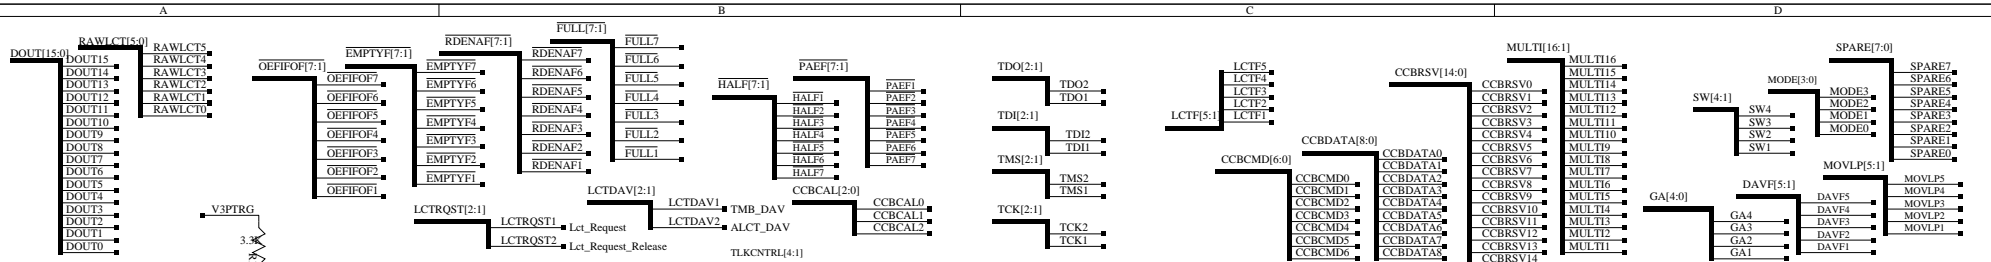 A
B
C
D
DOUT[15:0]
DOUT15
DOUT14
DOUT13
DOUT12
DOUT11
DOUT10
DOUT9
DOUT8
DOUT7
DOUT6
DOUT5
DOUT4
DOUT3
DOUT2
DOUT1
DOUT0
RAWLCT[5:0]
RAWLCT5
RAWLCT4
RAWLCT3
RAWLCT2
RAWLCT1
RAWLCT0
V3PTRG
OEFIFOF[7:1]
OEFIFOF7
OEFIFOF6
OEFIFOF5
OEFIFOF4
OEFIFOF3
OEFIFOF2
OEFIFOF1
EMPTYF[7:1]
EMPTYF7
EMPTYF6
EMPTYF5
EMPTYF4
EMPTYF3
EMPTYF2
EMPTYF1
RDENAF[7:1]
RDENAF7
RDENAF6
RDENAF5
RDENAF4
RDENAF3
RDENAF2
RDENAF1
FULL[7:1]
FULL7
FULL6
FULL5
FULL4
FULL3
FULL2
FULL1
LCTRQST[2:1]
LCTRQST1
Lct_Request
LCTRQST2
Lct_Request_Release
LCTDAV[2:1]
LCTDAV1
TMB_DAV
LCTDAV2
ALCT_DAV
TLKCNTRL[4:1]
HALF[7:1]
HALF1
HALF2
HALF3
HALF4
HALF5
HALF6
HALF7
PAEF[7:1]
PAEF1
PAEF2
PAEF3
PAEF4
PAEF5
PAEF6
PAEF7
CCBCAL[2:0]
CCBCAL0
CCBCAL1
CCBCAL2
TDO[2:1]
TDO2
TDO1
TDI[2:1]
TDI2
TDI1
TMS[2:1]
TMS2
TMS1
TCK[2:1]
TCK2
TCK1
LCTF5
LCTF4
LCTF3
LCTF2
LCTF1
LCTF[5:1]
CCBCMD[6:0]
CCBCMD0
CCBCMD1
CCBCMD2
CCBCMD3
CCBCMD4
CCBCMD5
CCBCMD6
CCBDATA[8:0]
CCBDATA0
CCBDATA1
CCBDATA2
CCBDATA3
CCBDATA4
CCBDATA5
CCBDATA6
CCBDATA7
CCBDATA8
CCBRSV[14:0]
CCBRSV0
CCBRSV1
CCBRSV2
CCBRSV3
CCBRSV4
CCBRSV5
CCBRSV6
CCBRSV7
CCBRSV8
CCBRSV9
CCBRSV10
CCBRSV11
CCBRSV12
CCBRSV13
CCBRSV14
MULTI[16:1]
MULTI16
MULTI15
MULTI14
MULTI13
MULTI12
MULTI11
MULTI10
MULTI9
MULTI8
MULTI7
MULTI6
MULTI5
MULTI4
MULTI3
MULTI2
MULTI1
SW[4:1]
SW4
SW3
SW2
SW1
GA[4:0]
GA4
GA3
GA2
GA1
MODE[3:0]
MODE3
MODE2
MODE1
MODE0
DAVF[5:1]
DAVF5
DAVF4
DAVF3
DAVF2
DAVF1
SPARE[7:0]
SPARE7
SPARE6
SPARE5
SPARE4
SPARE3
SPARE2
SPARE1
SPARE0
MOVLP[5:1]
MOVLP5
MOVLP4
MOVLP3
MOVLP2
MOVLP1